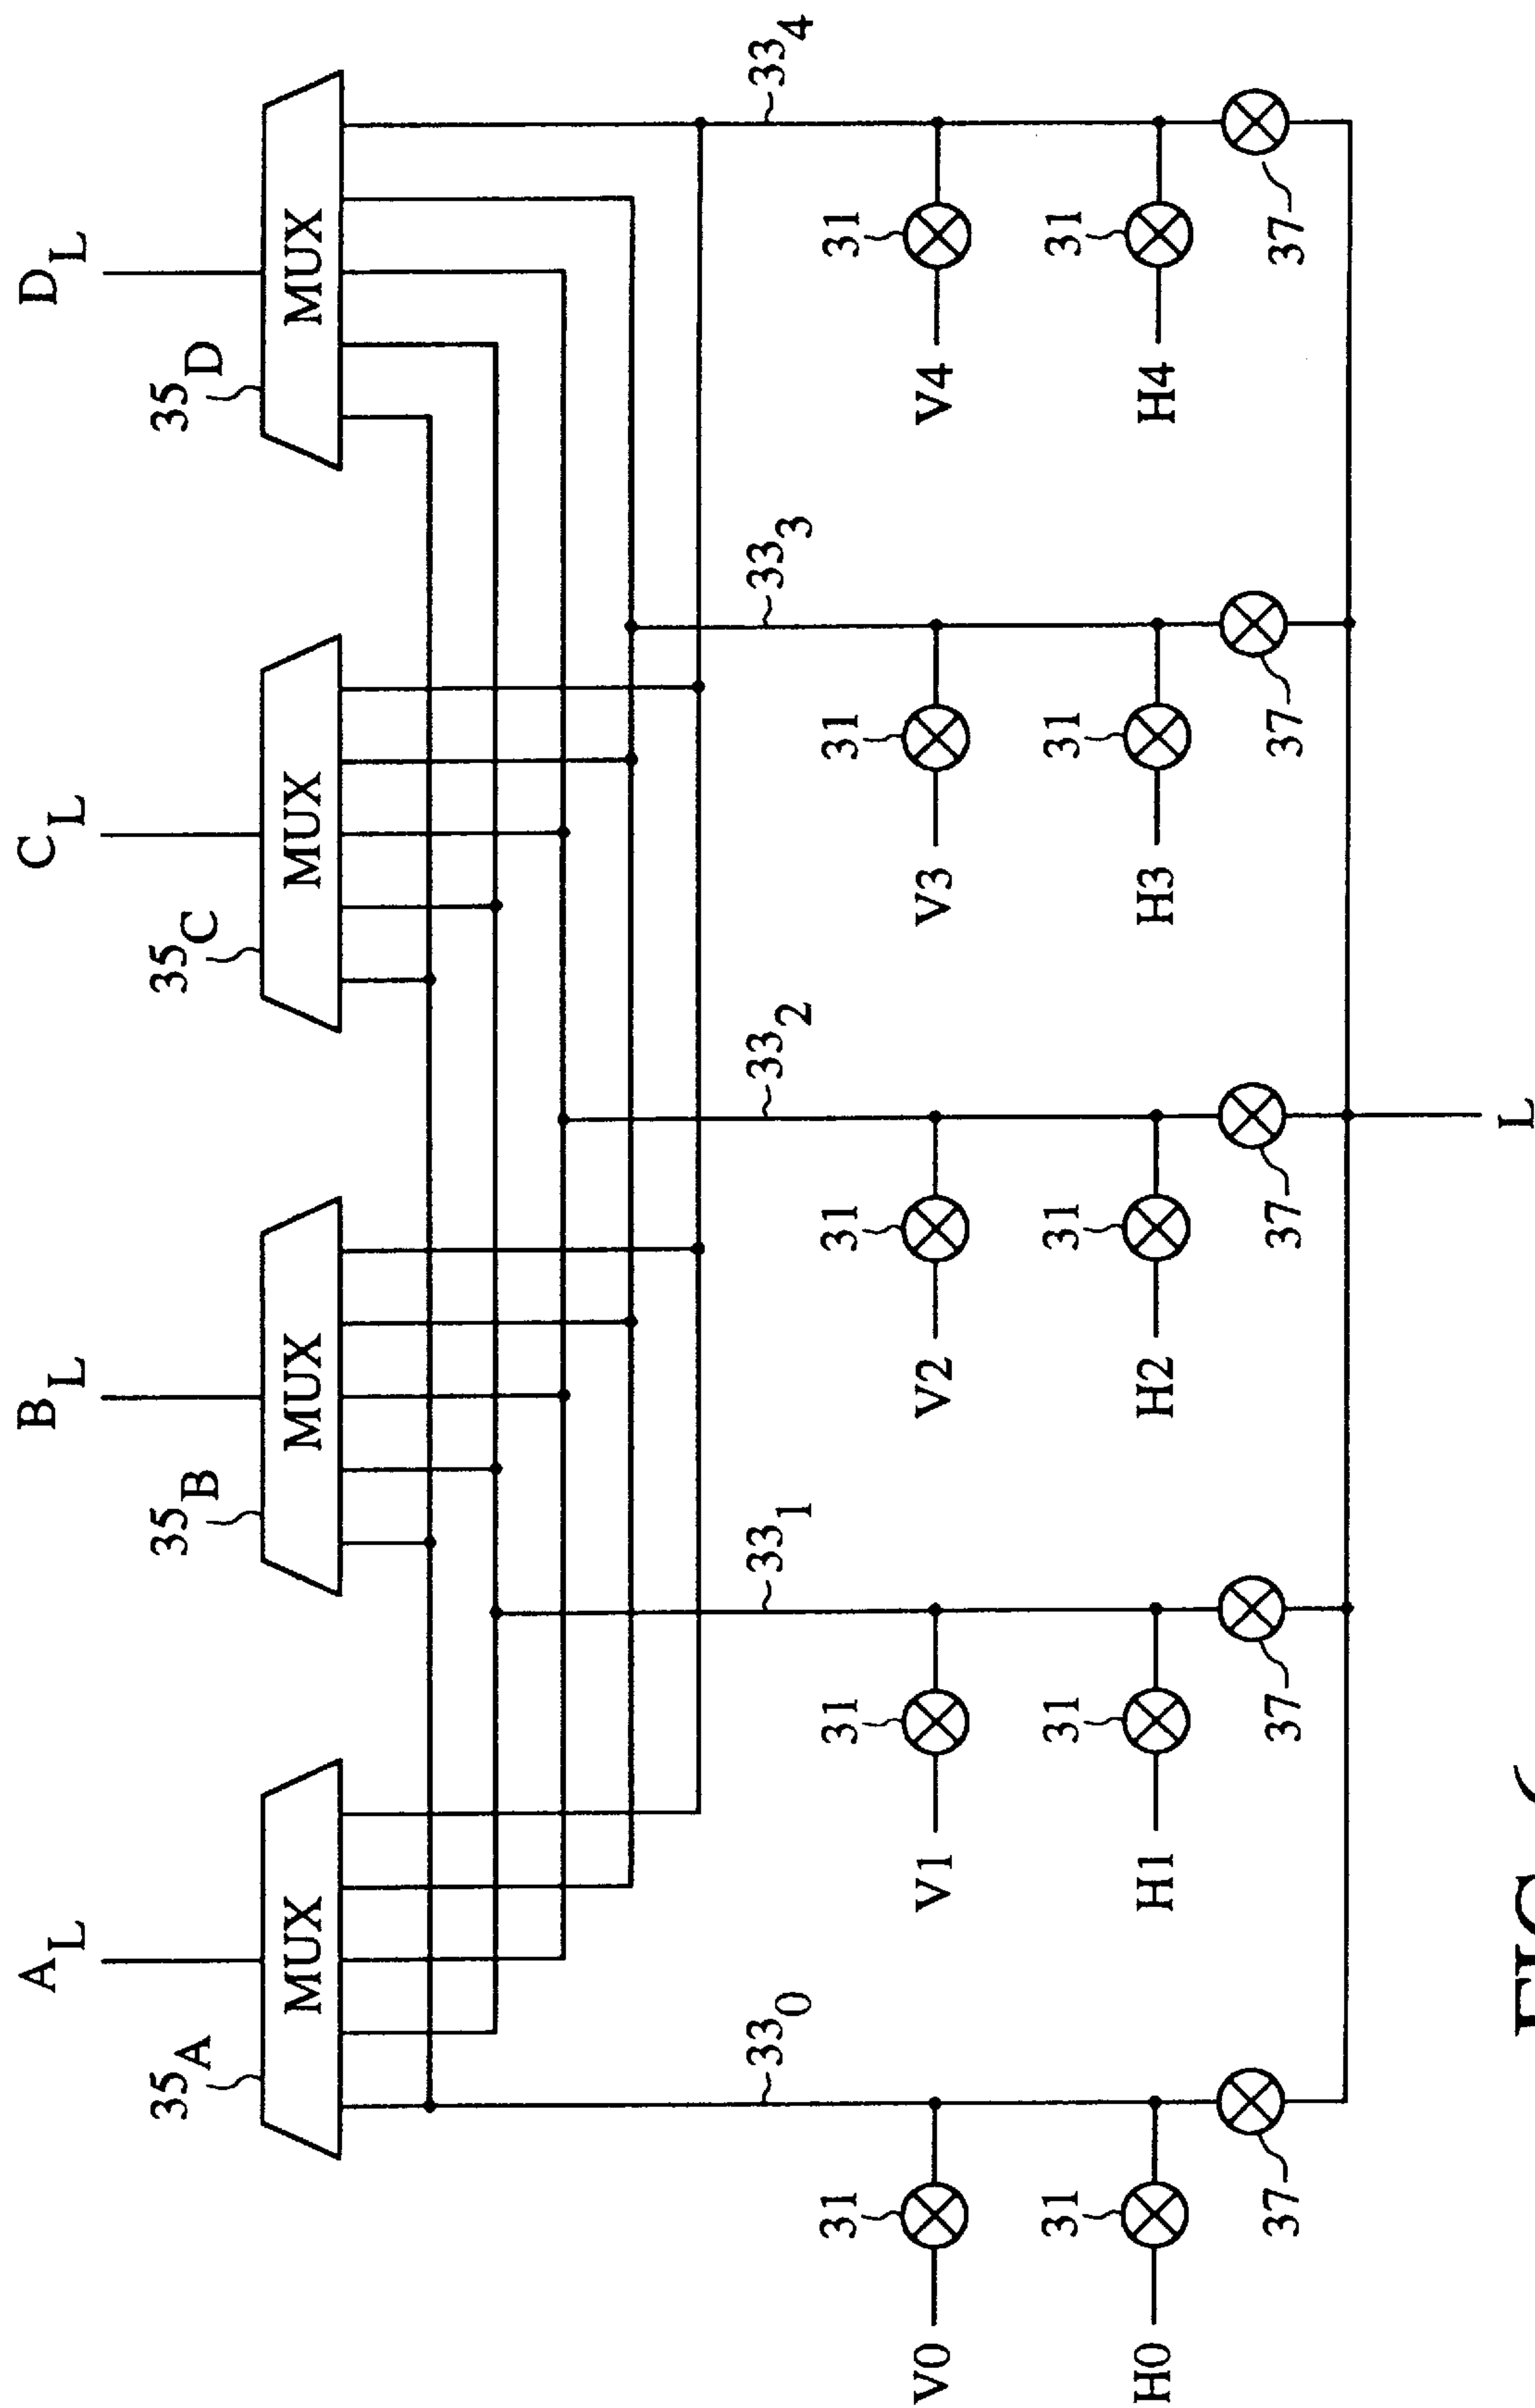 A_L B_L C_L D_L
35_A 35_B 35_C 35_D
MUX MUX MUX MUX
33_0 33_1 33_2 33_3 33_4
31 31 31 31 31
V0 V1 V2 V3 V4
31 31 31 31 31
H0 H1 H2 H3 H4
37 37 37 37 37
L